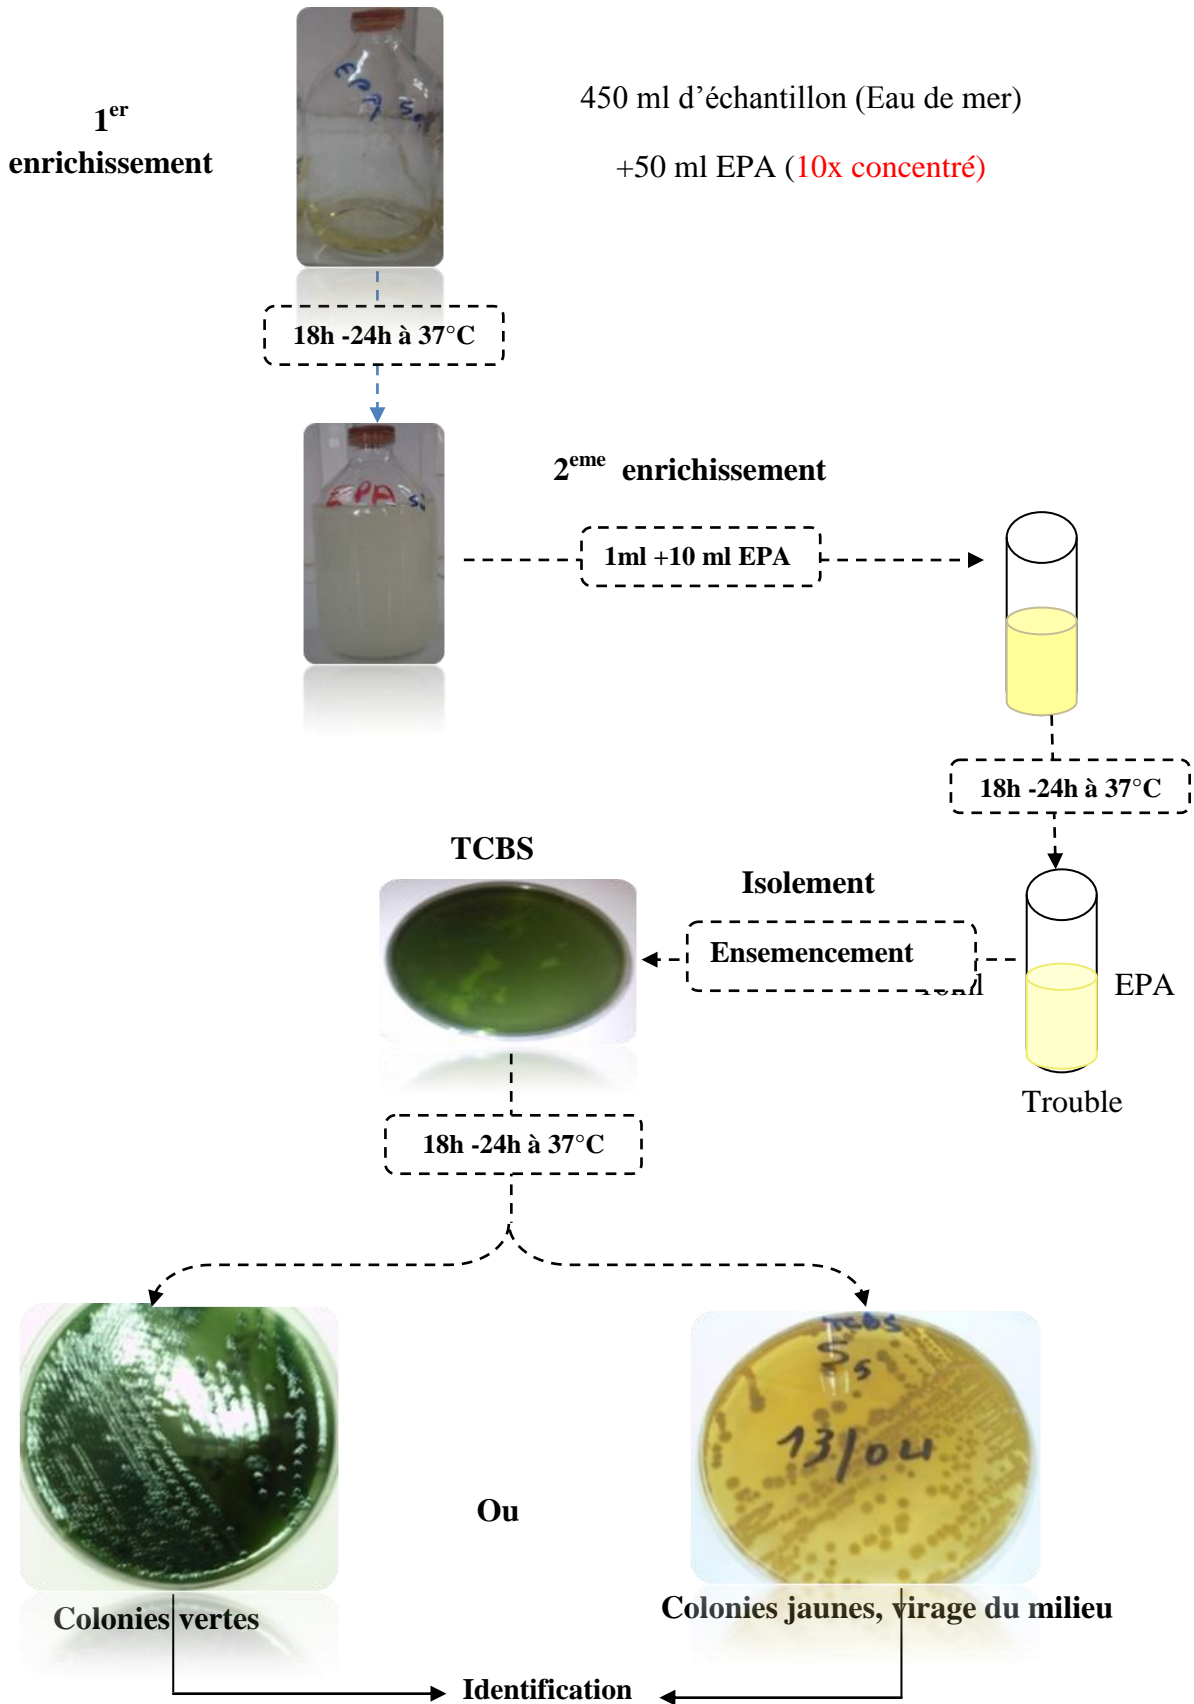 1er
enrichissement
450 ml d'échantillon (Eau de mer)
+50 ml EPA (10x concentré)
18h -24h à 37°C
EPA
2eme enrichissement
1ml +10 ml EPA
18h -24h à 37°C
TCBS
Isolement
Ensemencement
EPA
Trouble
18h -24h à 37°C
TCBS
S5
13/04
Ou
Colonies vertes
Colonies jaunes, virage du milieu
Identification